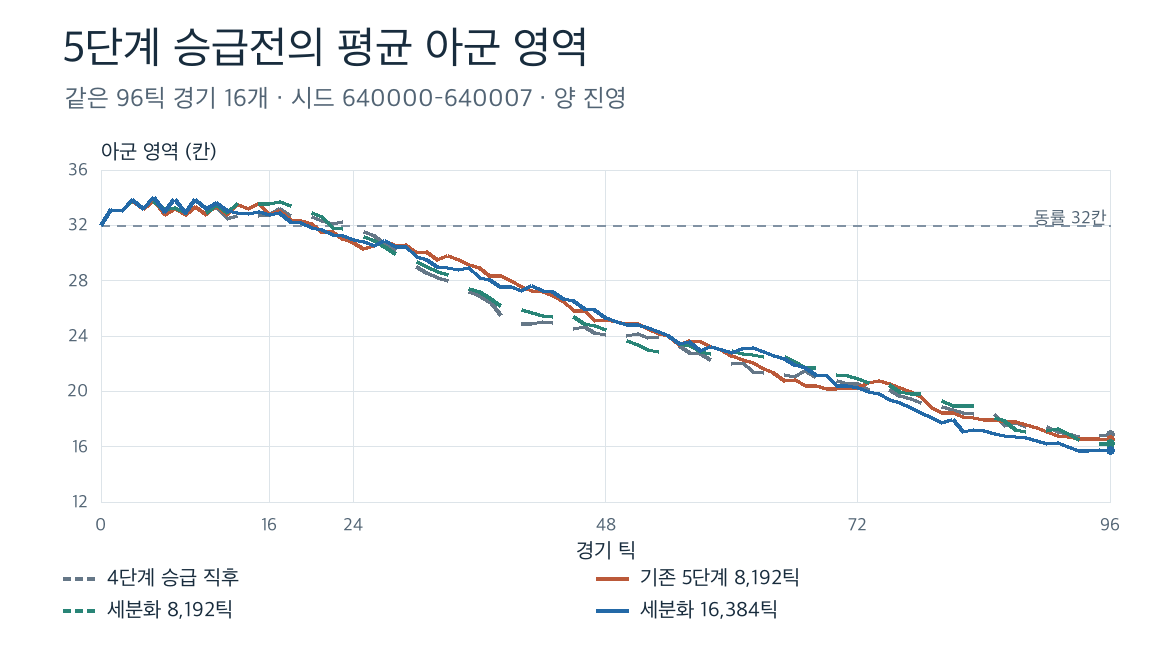 5단계 승급전의 평균 아군 영역
같은 96틱 경기 16개 · 시드 640000-640007 · 양 진영
아군 영역 (칸)
36
32
28
24
20
16
12
동률 32칸
0 16 24 48 72 96
경기 틱
4단계 승급 직후
기존 5단계 8,192틱
세분화 8,192틱
세분화 16,384틱